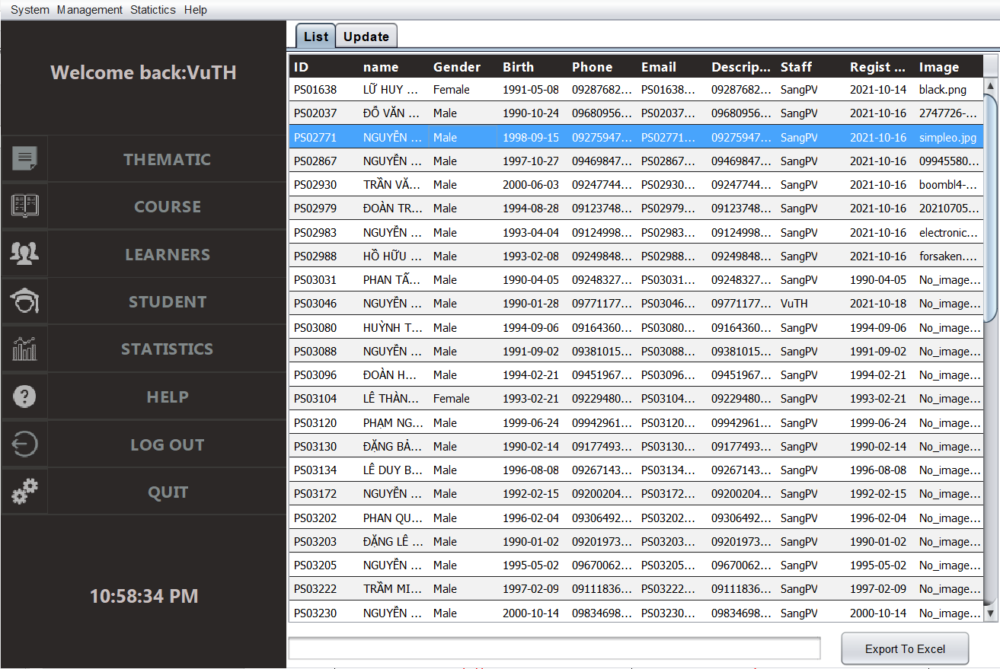 System Management Statictics Help
Welcome back:VuTH
THEMATIC
COURSE
LEARNERS
STUDENT
STATISTICS
HELP
LOG OUT
QUIT
10:58:34 PM
List Update
ID name Gender Birth Phone Email Descrip... Staff Regist ... Image
PS01638 LỮ HUY ... Female 1991-05-08 09287682... PS01638... 09287682... SangPV 2021-10-14 black.png
PS02037 ĐỖ VĂN ... Male 1990-10-24 09680956... PS02037... 09680956... SangPV 2021-10-16 2747726-...
PS02771 NGUYỄN ... Male 1998-09-15 09275947... PS02771... 09275947... SangPV 2021-10-16 simpleo.jpg
PS02867 NGUYỄN ... Male 1997-10-27 09469847... PS02867... 09469847... SangPV 2021-10-16 09945580...
PS02930 TRẦN VĂ... Male 2000-06-03 09247744... PS02930... 09247744... SangPV 2021-10-16 boombl4-...
PS02979 ĐOÀN TR... Male 1994-08-28 09123748... PS02979... 09123748... SangPV 2021-10-16 20210705...
PS02983 NGUYỄN ... Male 1993-04-04 09124998... PS02983... 09124998... SangPV 2021-10-16 electronic...
PS02988 HỒ HỮU ... Male 1993-02-08 09249848... PS02988... 09249848... SangPV 2021-10-16 forsaken....
PS03031 PHAN TẤ... Male 1990-04-05 09248327... PS03031... 09248327... SangPV 1990-04-05 No_image...
PS03046 NGUYỄN ... Male 1990-01-28 09771177... PS03046... 09771177... VuTH 2021-10-18 No_image...
PS03080 HUỲNH T... Male 1994-09-06 09164360... PS03080... 09164360... SangPV 1994-09-06 No_image...
PS03088 NGUYỄN ... Male 1991-09-02 09381015... PS03088... 09381015... SangPV 1991-09-02 No_image...
PS03096 ĐOÀN H... Male 1994-02-21 09451967... PS03096... 09451967... SangPV 1994-02-21 No_image...
PS03104 LÊ THÀN... Female 1993-02-21 09229480... PS03104... 09229480... SangPV 1993-02-21 No_image...
PS03120 PHẠM NG... Male 1999-06-24 09942961... PS03120... 09942961... SangPV 1999-06-24 No_image...
PS03130 ĐẶNG BẢ... Male 1990-02-14 09177493... PS03130... 09177493... SangPV 1990-02-14 No_image...
PS03134 LÊ DUY B... Male 1996-08-08 09267143... PS03134... 09267143... SangPV 1996-08-08 No_image...
PS03172 NGUYỄN ... Male 1992-02-15 09200204... PS03172... 09200204... SangPV 1992-02-15 No_image...
PS03202 PHAN QU... Male 1996-02-04 09306492... PS03202... 09306492... SangPV 1996-02-04 No_image...
PS03203 ĐẶNG LÊ ... Male 1990-01-02 09201973... PS03203... 09201973... SangPV 1990-01-02 No_image...
PS03205 NGUYỄN ... Male 1995-05-02 09670062... PS03205... 09670062... SangPV 1995-05-02 No_image...
PS03222 TRẦM MI... Male 1997-02-09 09111836... PS03222... 09111836... SangPV 1997-02-09 No_image...
PS03230 NGUYỄN ... Male 2000-10-14 09834698... PS03230... 09834698... SangPV 2000-10-14 No_image...
Export To Excel